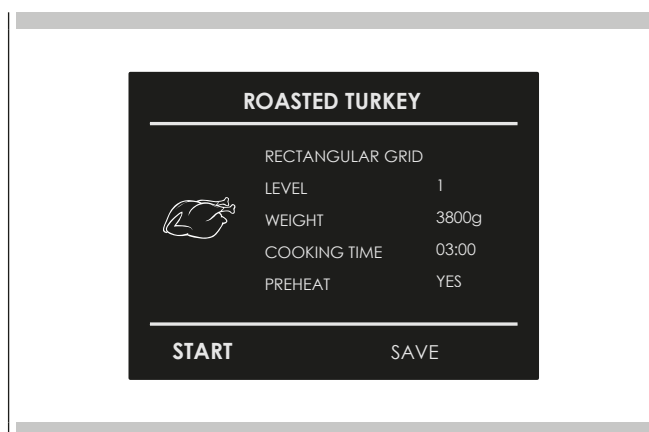 ROASTED TURKEY
RECTANGULAR GRID
LEVEL 1
WEIGHT 3800g
COOKING TIME 03:00
PREHEAT YES
START SAVE